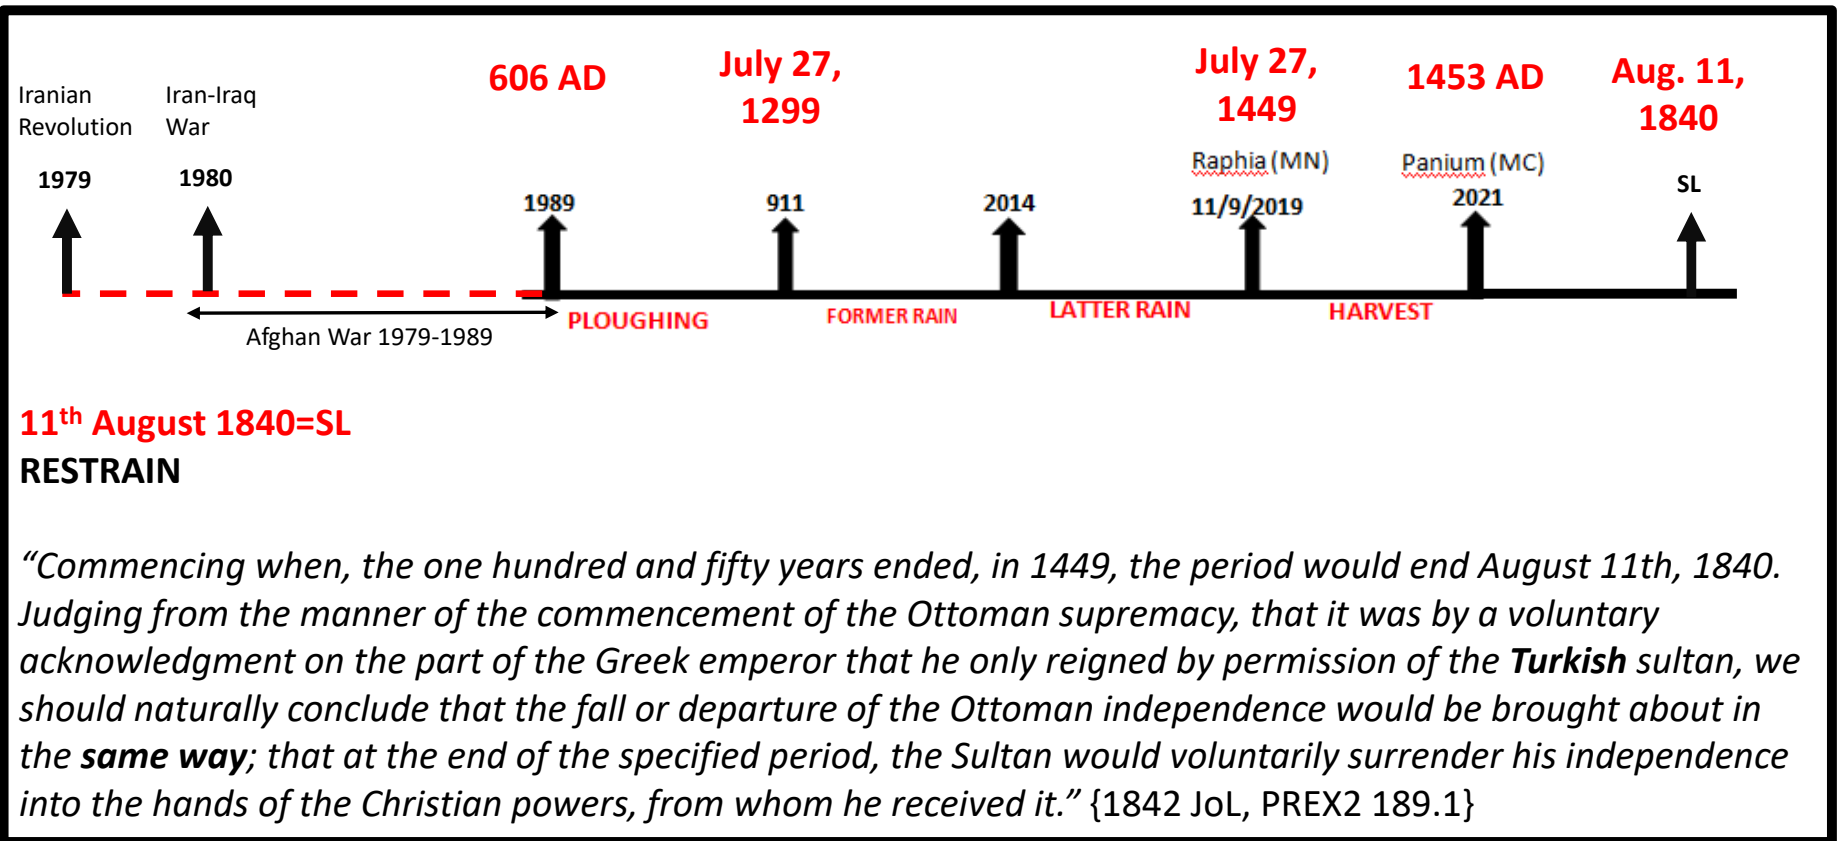 606 AD
July 27,
1299
July 27,
1449
1453 AD
Aug. 11,
1840
Iranian
Revolution
Iran-Iraq
War
Raphia (MN)
Panium (MC)
1979
1980
1989
911
2014
11/9/2019
2021
SL
PLOUGHING
FORMER RAIN
LATTER RAIN
HARVEST
Afghan War 1979-1989
11th August 1840=SL
RESTRAIN
“Commencing when, the one hundred and fifty years ended, in 1449, the period would end August 11th, 1840.
Judging from the manner of the commencement of the Ottoman supremacy, that it was by a voluntary
acknowledgment on the part of the Greek emperor that he only reigned by permission of the Turkish sultan, we
should naturally conclude that the fall or departure of the Ottoman independence would be brought about in
the same way; that at the end of the specified period, the Sultan would voluntarily surrender his independence
into the hands of the Christian powers, from whom he received it.” {1842 JoL, PREX2 189.1}